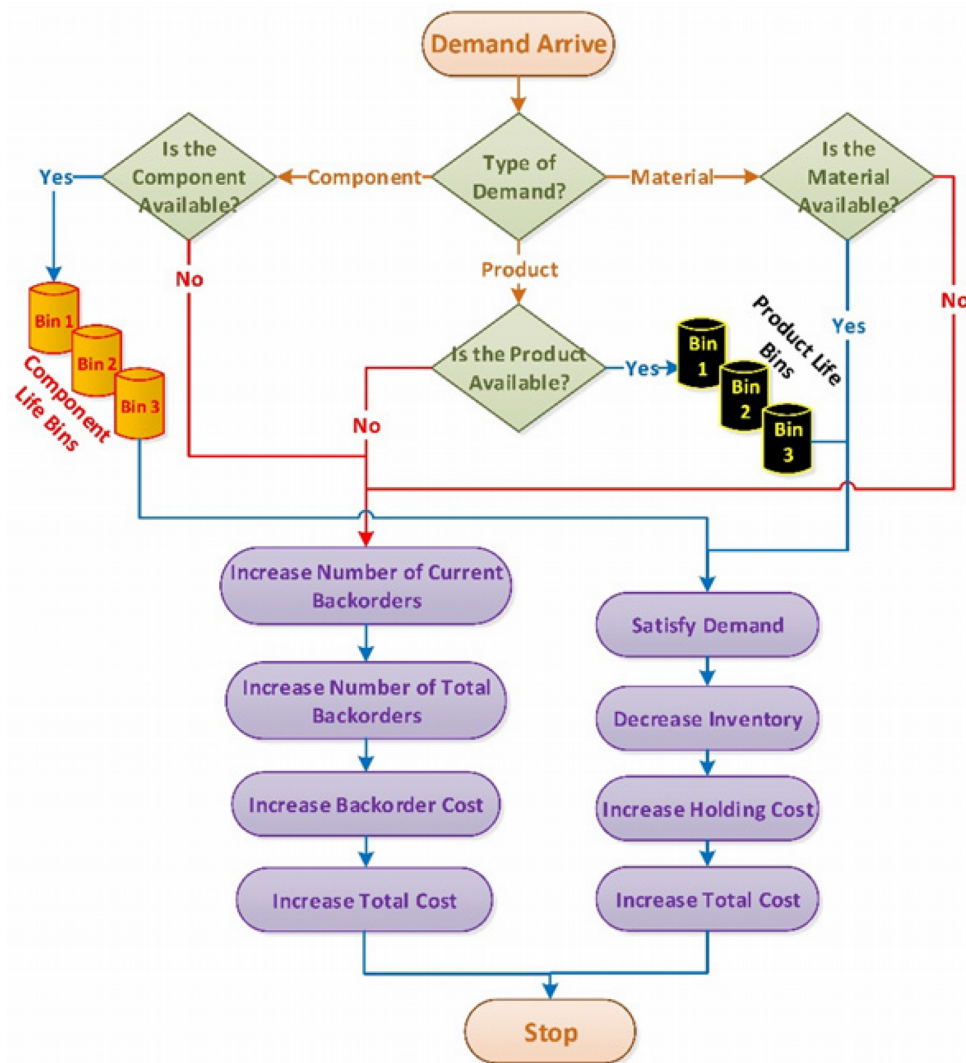 Demand Arrive
Is the
Component
Available?
Type of
Demand?
Is the
Material
Available?
Yes
Component
Material
No
Product
No
Yes
Bin 1
Bin 2
Bin 3
Component
Life Bins
Is the Product
Available?
Yes
No
Bin
1
Bin
2
Bin
3
Product Life
Bins
Increase Number of Current
Backorders
Increase Number of Total
Backorders
Increase Backorder Cost
Increase Total Cost
Satisfy Demand
Decrease Inventory
Increase Holding Cost
Increase Total Cost
Stop